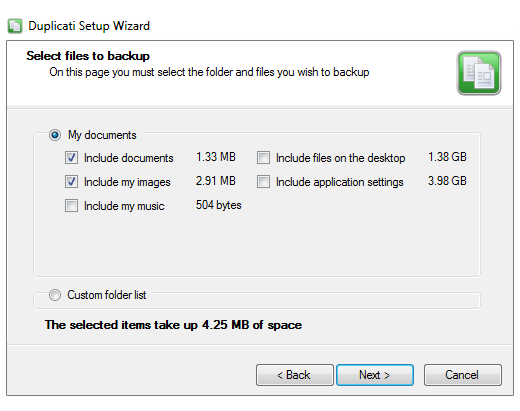 Duplicati Setup Wizard
Select files to backup
On this page you must select the folder and files you wish to backup
My documents
Include documents 1.33 MB Include files on the desktop 1.38 GB
Include my images 2.91 MB Include application settings 3.98 GB
Include my music 504 bytes
Custom folder list
The selected items take up 4.25 MB of space
< Back Next > Cancel